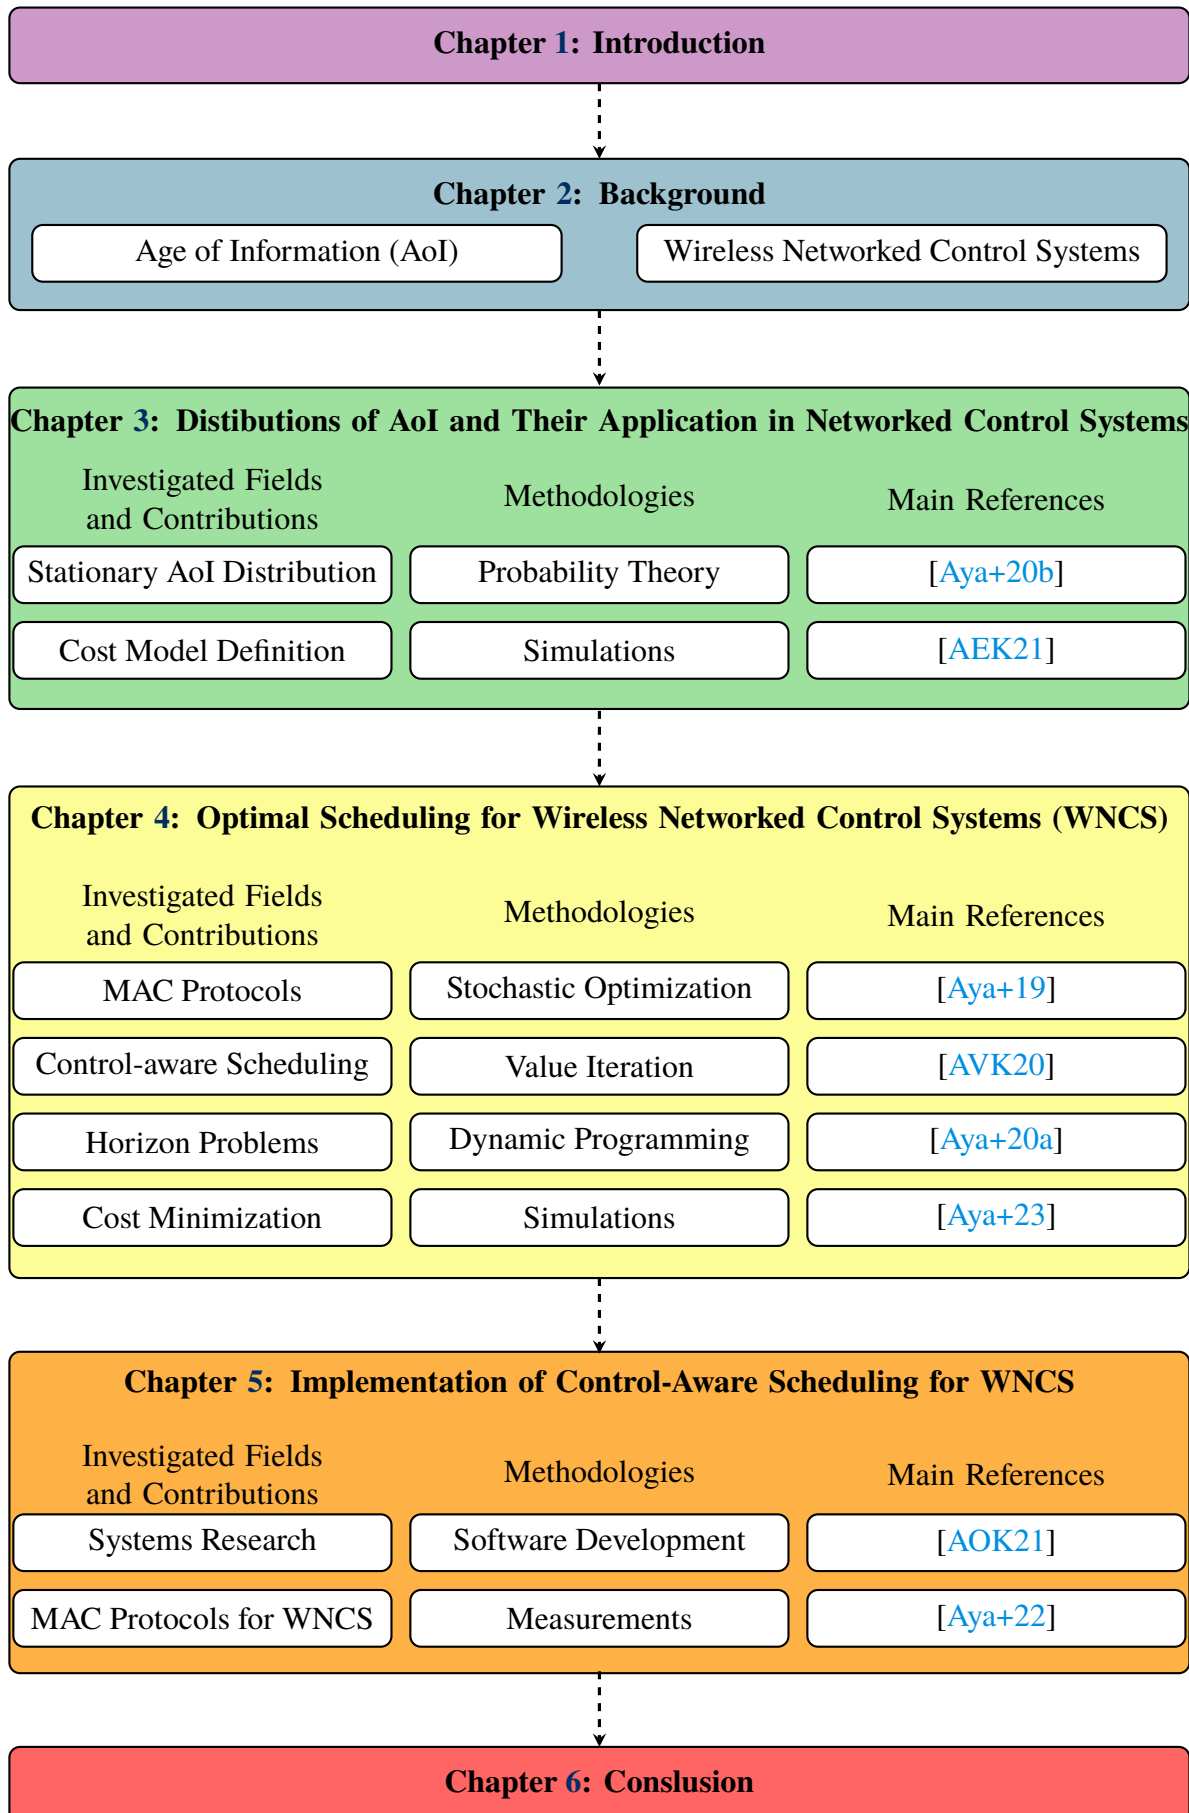 Chapter 1: Introduction
Chapter 2: Background
Age of Information (AoI)
Wireless Networked Control Systems
Chapter 3: Distibutions of AoI and Their Application in Networked Control Systems
Investigated Fields
and Contributions
Methodologies
Main References
Stationary AoI Distribution
Probability Theory
[Aya+20b]
Cost Model Definition
Simulations
[AEK21]
Chapter 4: Optimal Scheduling for Wireless Networked Control Systems (WNCS)
Investigated Fields
and Contributions
Methodologies
Main References
MAC Protocols
Stochastic Optimization
[Aya+19]
Control-aware Scheduling
Value Iteration
[AVK20]
Horizon Problems
Dynamic Programming
[Aya+20a]
Cost Minimization
Simulations
[Aya+23]
Chapter 5: Implementation of Control-Aware Scheduling for WNCS
Investigated Fields
and Contributions
Methodologies
Main References
Systems Research
Software Development
[AOK21]
MAC Protocols for WNCS
Measurements
[Aya+22]
Chapter 6: Conslusion